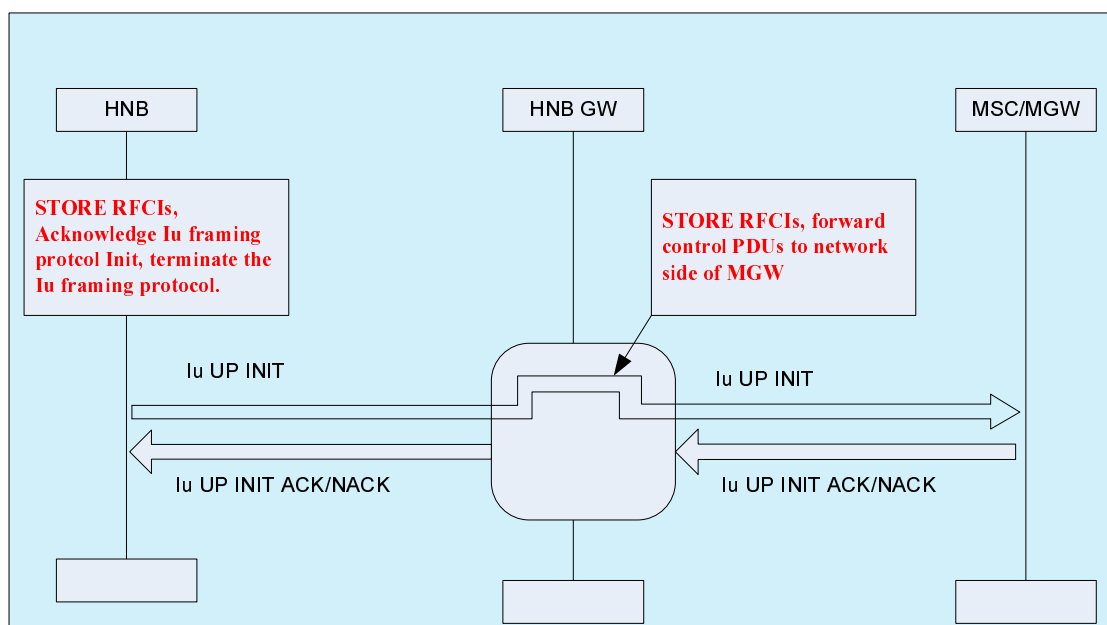 HNB
HNB GW
MSC/MGW
STORE RFCIs,
Acknowledge Iu framing
protcol Init, terminate the
Iu framing protocol.
STORE RFCIs, forward
control PDUs to network
side of MGW
Iu UP INIT
Iu UP INIT
Iu UP INIT ACK/NACK
Iu UP INIT ACK/NACK